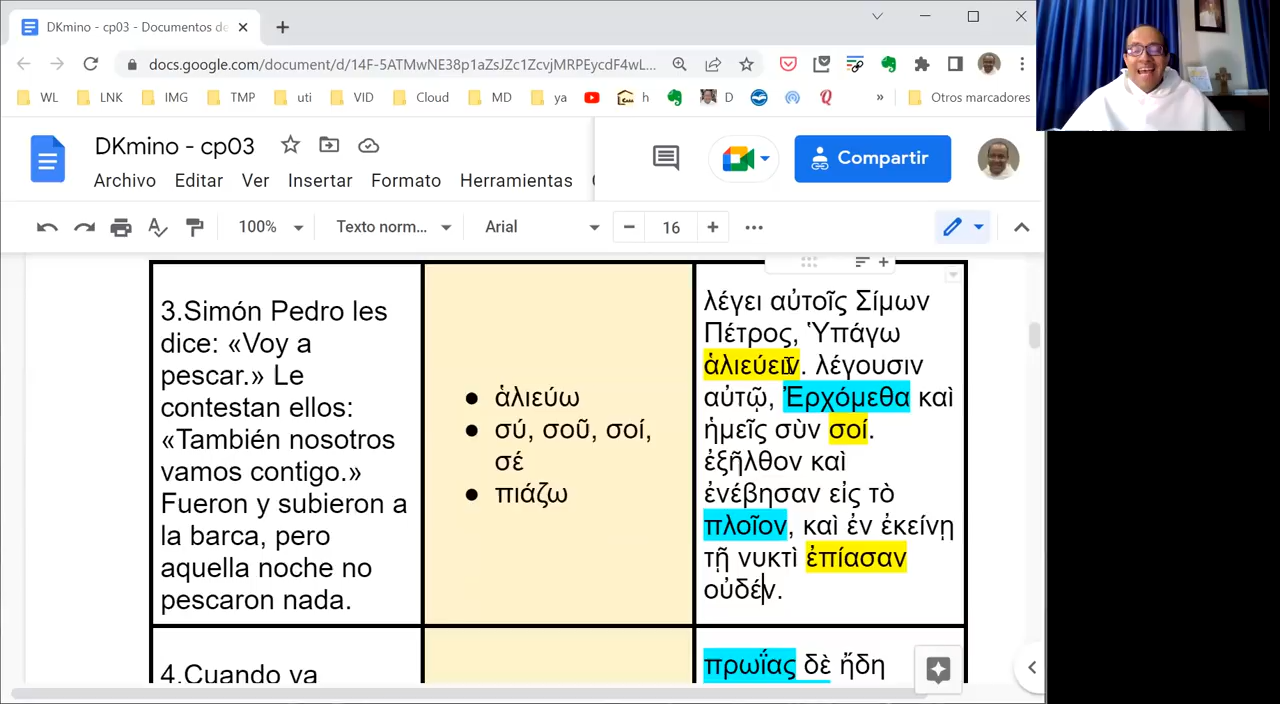 DKmino - cp03 - Documentos de
docs.google.com/document/d/14F-5ATMwNE38p1aZsJZc1ZcvjMRPEycdF4wL...
WL LNK IMG TMP uti VID Cloud MD ya h D » Otros marcadores
DKmino - cp03
Archivo Editar Ver Insertar Formato Herramientas
Compartir
100% Texto norm... Arial 16
3.Simón Pedro les
dice: «Voy a
pescar.» Le
contestan ellos:
«También nosotros
vamos contigo.»
Fueron y subieron a
la barca, pero
aquella noche no
pescaron nada.
● ἁλιεύω
● σύ, σοῦ, σοί,
σέ
● πιάζω
λέγει αὐτοῖς Σίμων
Πέτρος, Ὑπάγω
ἁλιεύειν. λέγουσιν
αὐτῷ, Ἐρχόμεθα καὶ
ἡμεῖς σὺν σοί.
ἐξῆλθον καὶ
ἐνέβησαν εἰς τὸ
πλοῖον, καὶ ἐν ἐκείνῃ
τῇ νυκτὶ ἐπίασαν
οὐδέν.
4.Cuando ya
πρωΐας δὲ ἤδη